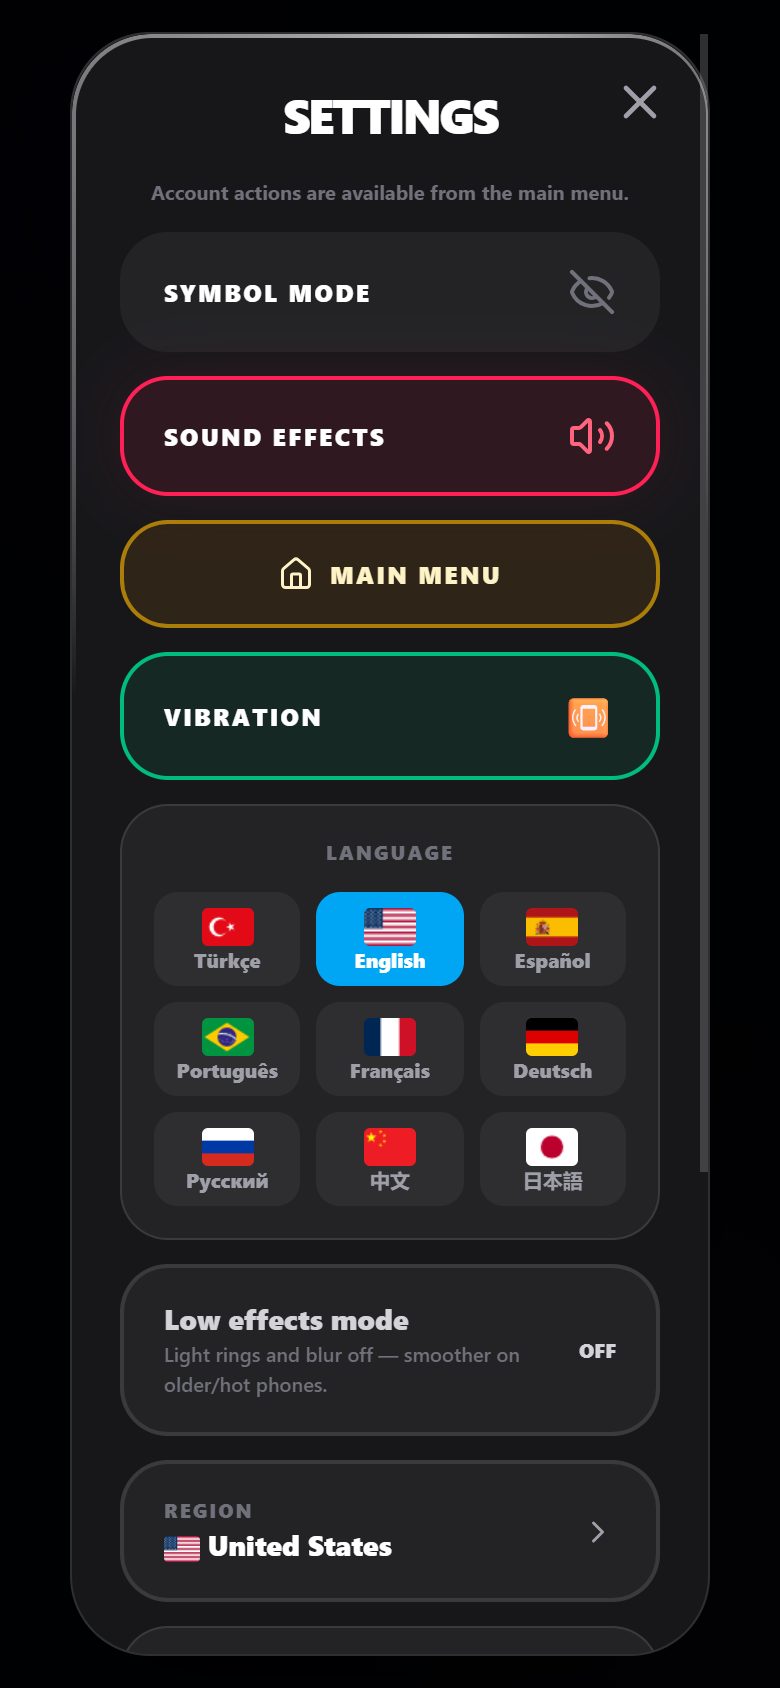 SETTINGS
Account actions are available from the main menu.
SYMBOL MODE
SOUND EFFECTS
MAIN MENU
VIBRATION
LANGUAGE
Türkçe
English
Español
Português
Français
Deutsch
Русский
中文
日本語
Low effects mode
Light rings and blur off — smoother on
older/hot phones.
OFF
REGION
United States